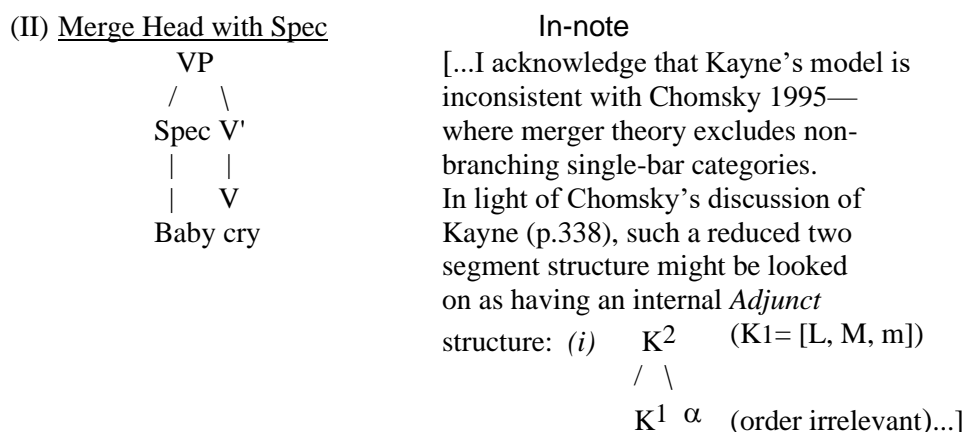 (II) Merge Head with Spec In-note
VP [...I acknowledge that Kayne's model is
/ \ inconsistent with Chomsky 1995—
Spec V' where merger theory excludes non-
| | branching single-bar categories.
| V In light of Chomsky's discussion of
Baby cry Kayne (p.338), such a reduced two
segment structure might be looked
on as having an internal Adjunct
structure: (i) K2 (K1= [L, M, m])
/ \
K1 α (order irrelevant)...]